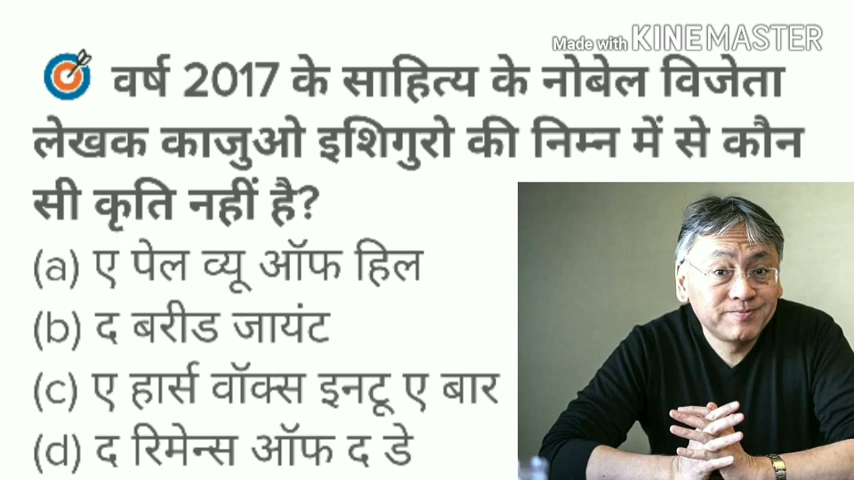 Made with KINEMASTER
वर्ष 2017 के साहित्य के नोबेल विजेता
लेखक काजुओ इशिगुरो की निम्न में से कौन
सी कृति नहीं है?
(a) ए पेल व्यू ऑफ हिल
(b) द बरीड जायंट
(c) ए हार्स वॉक्स इनटू ए बार
(d) द रिमेन्स ऑफ द डे